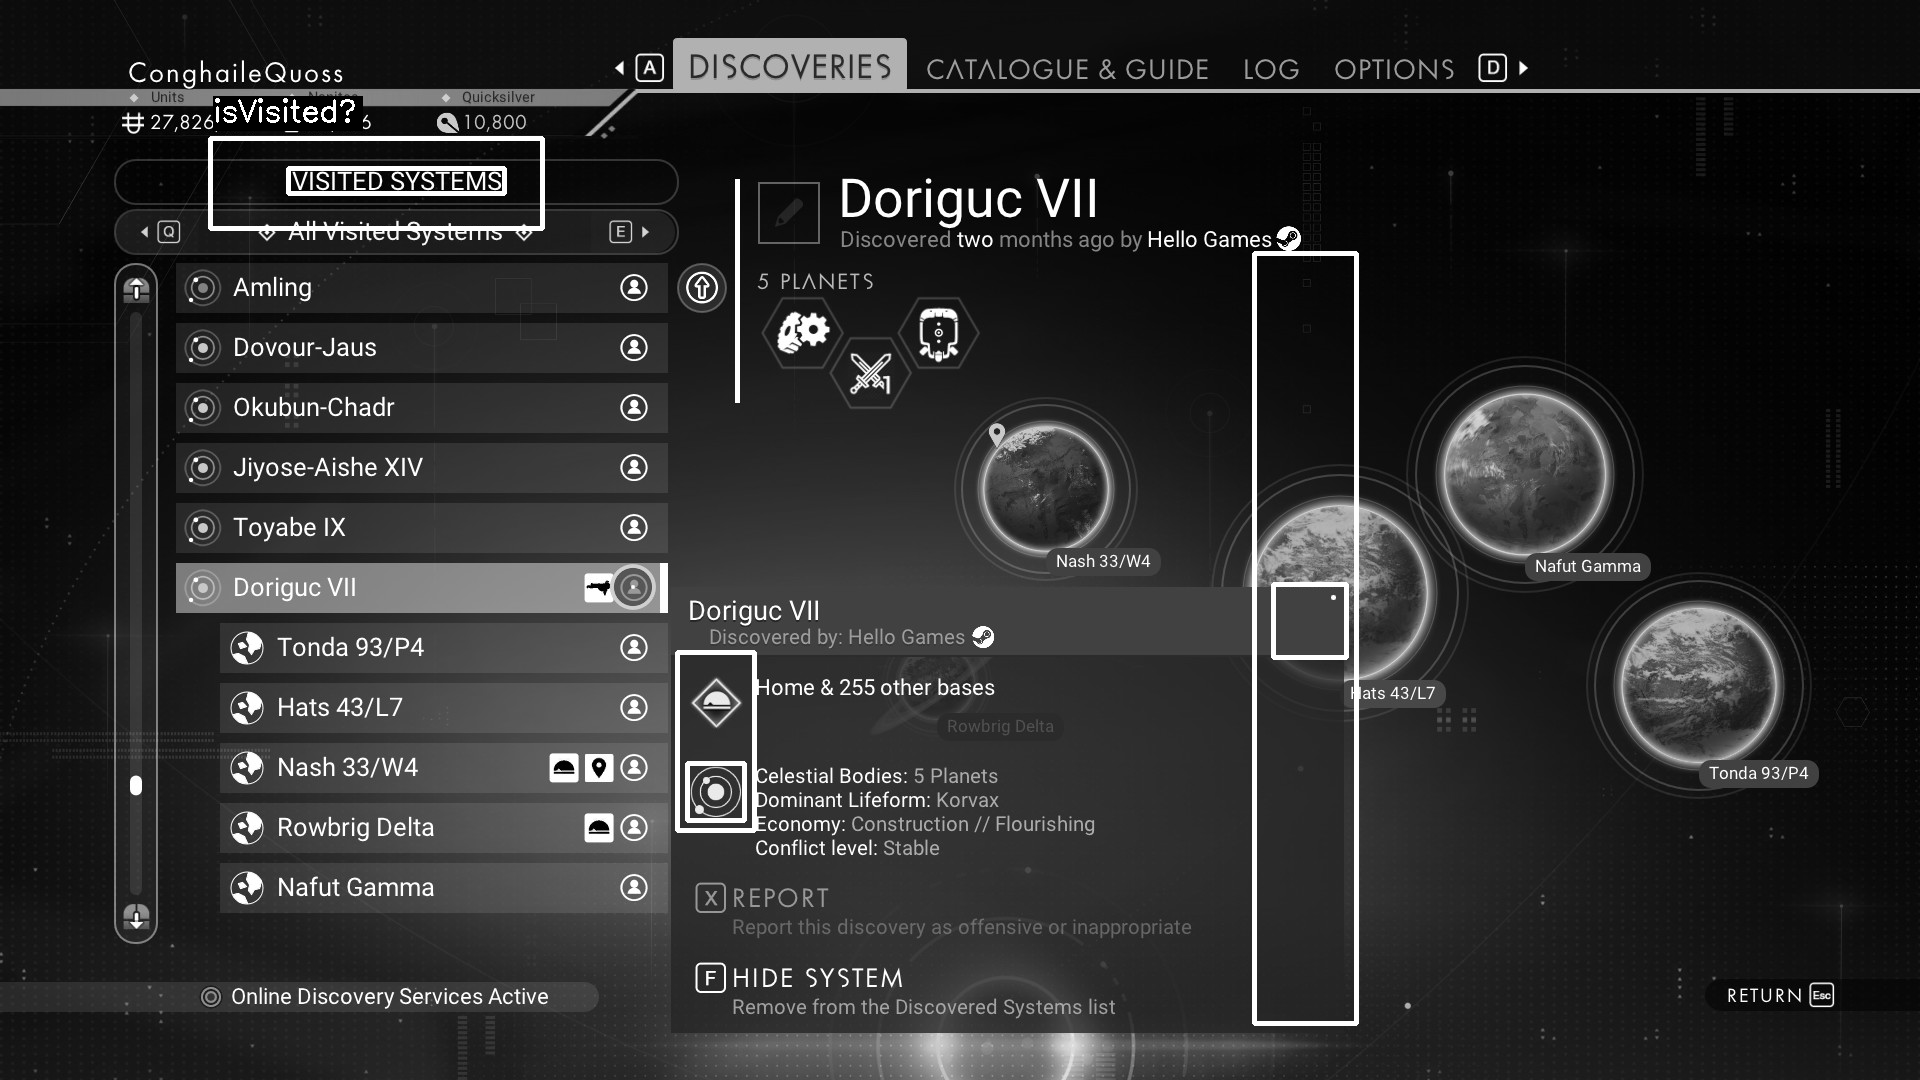 ConghaileQuoss
A
DISCOVERIES
CATALOGUE & GUIDE
LOG
OPTIONS
D
Units
Quicksilver
27,826
isVisited?
6
10,800
VISITED SYSTEMS
Q
All Visited Systems
E
Amling
Dovour-Jaus
Okubun-Chadr
Jiyose-Aishe XIV
Toyabe IX
Doriguc VII
Tonda 93/P4
Hats 43/L7
Nash 33/W4
Rowbrig Delta
Nafut Gamma
Online Discovery Services Active
Doriguc VII
Discovered two months ago by Hello Games
5 PLANETS
1
Nash 33/W4
Nafut Gamma
Hats 43/L7
Tonda 93/P4
Rowbrig Delta
Doriguc VII
Discovered by: Hello Games
Home & 255 other bases
Celestial Bodies: 5 Planets
Dominant Lifeform: Korvax
Economy: Construction // Flourishing
Conflict level: Stable
X REPORT
Report this discovery as offensive or inappropriate
F HIDE SYSTEM
Remove from the Discovered Systems list
RETURN Esc